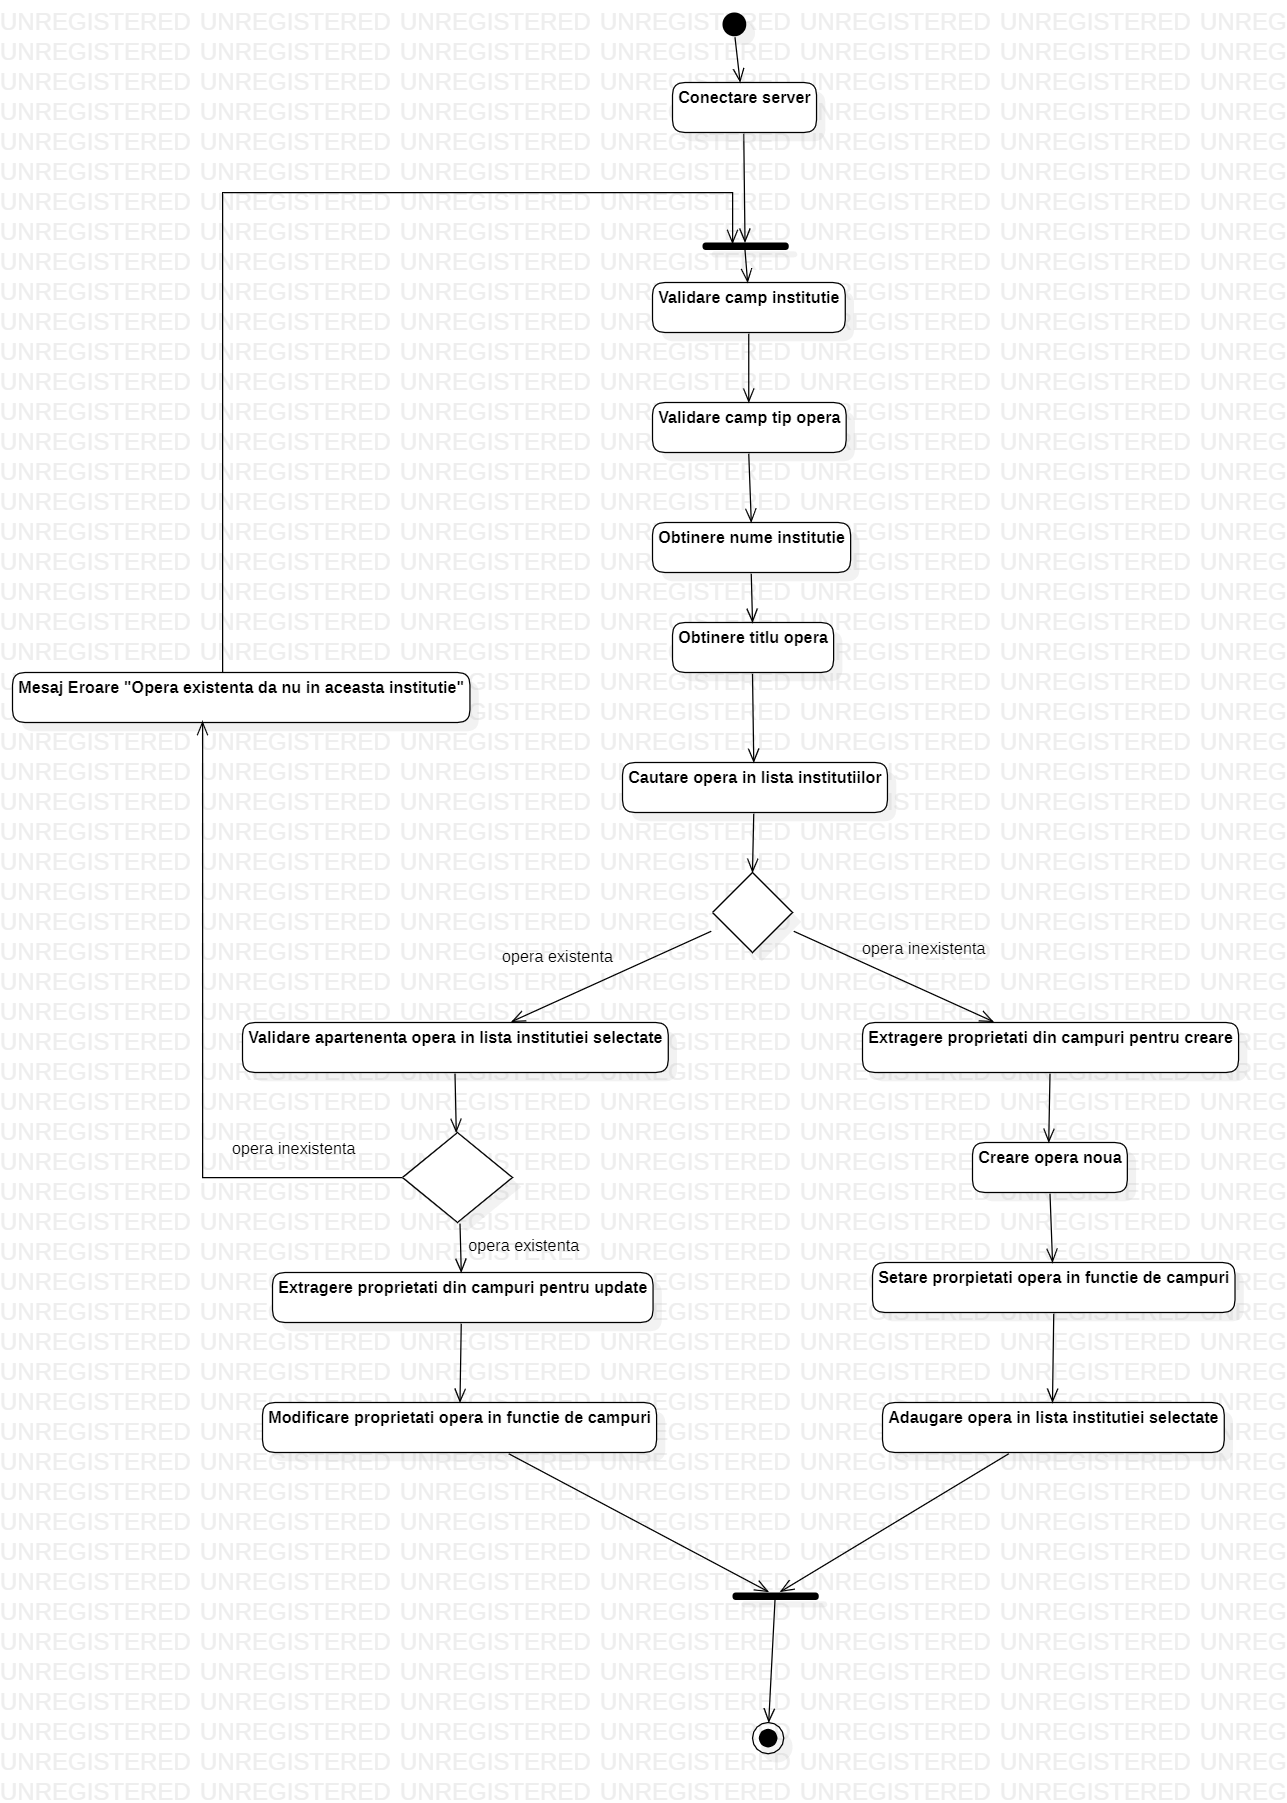 Conectare server
Validare camp institutie
Validare camp tip opera
Obtinere nume institutie
Obtinere titlu opera
Mesaj Eroare "Opera existenta da nu in aceasta institutie"
Cautare opera in lista institutiilor
opera existenta
opera inexistenta
Validare apartenenta opera in lista institutiei selectate
Extragere proprietati din campuri pentru creare
opera inexistenta
Creare opera noua
opera existenta
Extragere proprietati din campuri pentru update
Setare prorpietati opera in functie de campuri
Modificare proprietati opera in functie de campuri
Adaugare opera in lista institutiei selectate
UNREGISTERED